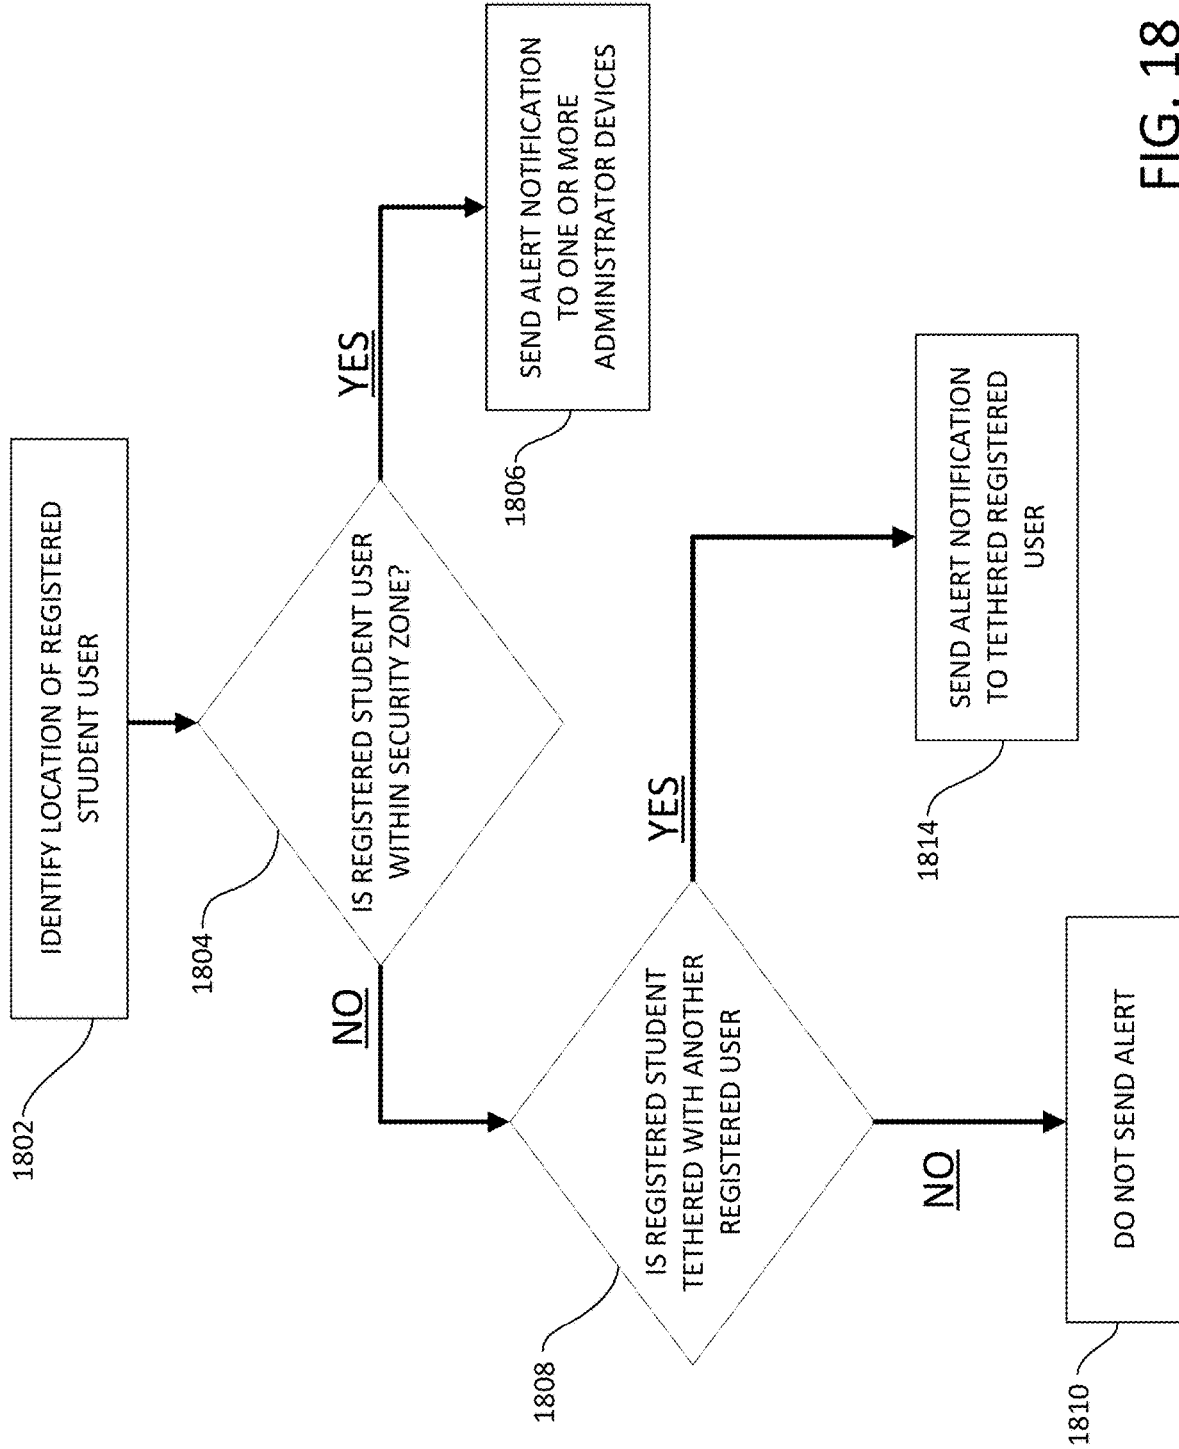 IDENTIFY LOCATION OF REGISTERED
STUDENT USER
1802
IS REGISTERED STUDENT USER
WITHIN SECURITY ZONE?
1804
YES
NO
SEND ALERT NOTIFICATION
TO ONE OR MORE
ADMINISTRATOR DEVICES
1806
IS REGISTERED STUDENT
TETHERED WITH ANOTHER
REGISTERED USER
1808
YES
NO
SEND ALERT NOTIFICATION
TO TETHERED REGISTERED
USER
1814
DO NOT SEND ALERT
1810
FIG. 18